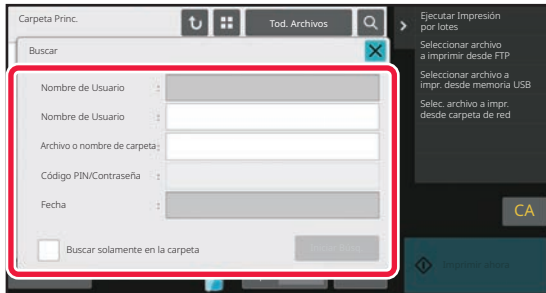 Carpeta Princ.
Tod. Archivos
Buscar
Nombre de Usuario :
Nombre de Usuario :
Archivo o nombre de carpeta:
Código PIN/Contraseña :
Fecha :
Buscar solamente en la carpeta
Ejecutar Impresión
por lotes
Seleccionar archivo
a imprimir desde FTP
Seleccionar archivo a
impr. desde memoria USB
Selec. archivo a impr.
desde carpeta de red
CA
Imprimir ahora